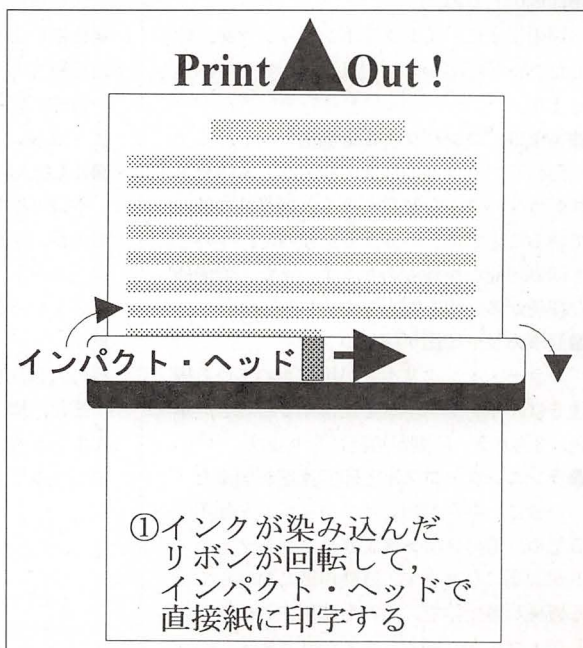 Print Out !
インパクト・ヘッド
①インクが染み込んだ
リボンが回転して,
インパクト・ヘッドで
直接紙に印字する